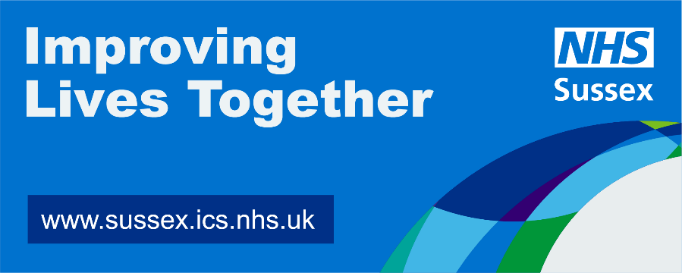 Improving
Lives Together
NHS
Sussex
www.sussex.ics.nhs.uk